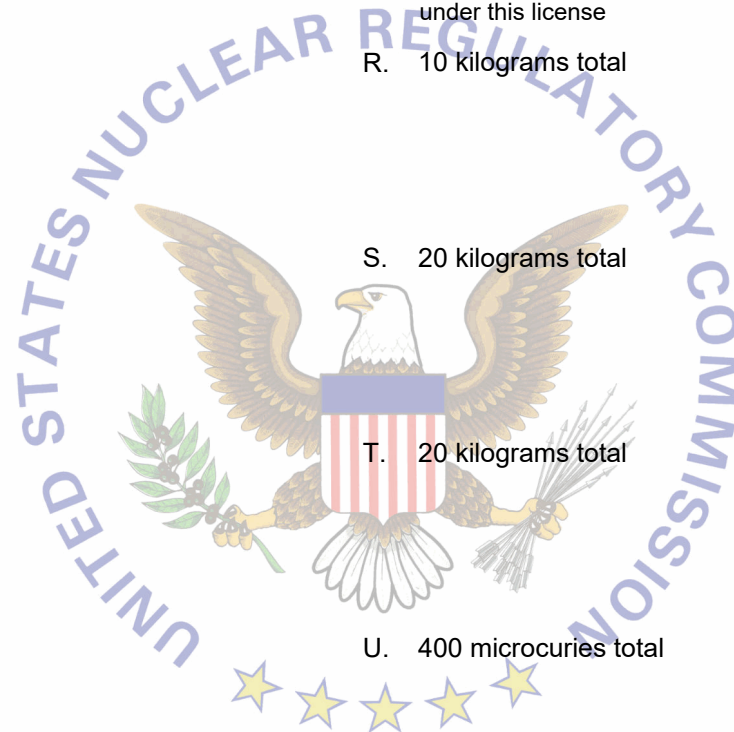 under this license
R. 10 kilograms total
S. 20 kilograms total
T. 20 kilograms total
U. 400 microcuries total
UNITED STATES NUCLEAR REGULATORY COMMISSION